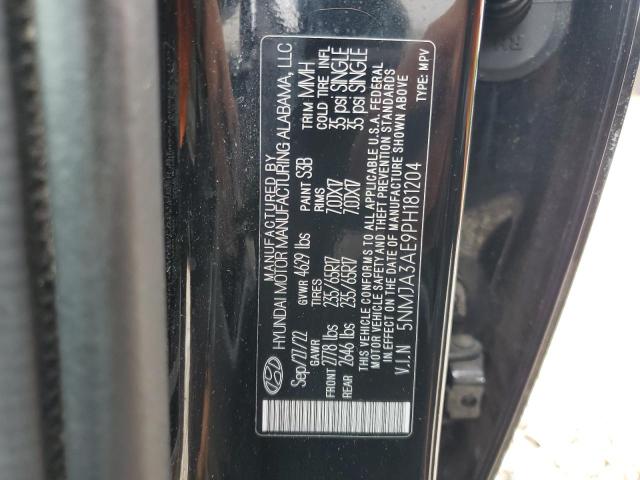 MANUFACTURED BY
HYUNDAI MOTOR MANUFACTURING ALABAMA, LLC
Sep/27/22 GVWR 4629 lbs PAINT S3B TRIM MMH
GAWR TIRES RIMS COLD TIRE INFL
FRONT 2778 lbs 235/65R17 7.0JX17 35 psi SINGLE
REAR 2646 lbs 235/65R17 7.0JX17 35 psi SINGLE
THIS VEHICLE CONFORMS TO ALL APPLICABLE U.S.A. FEDERAL
MOTOR VEHICLE SAFETY AND THEFT PREVENTION STANDARDS
IN EFFECT ON THE DATE OF MANUFACTURE SHOWN ABOVE
V.I.N 5NMJA3AE9PH181204 TYPE: MPV